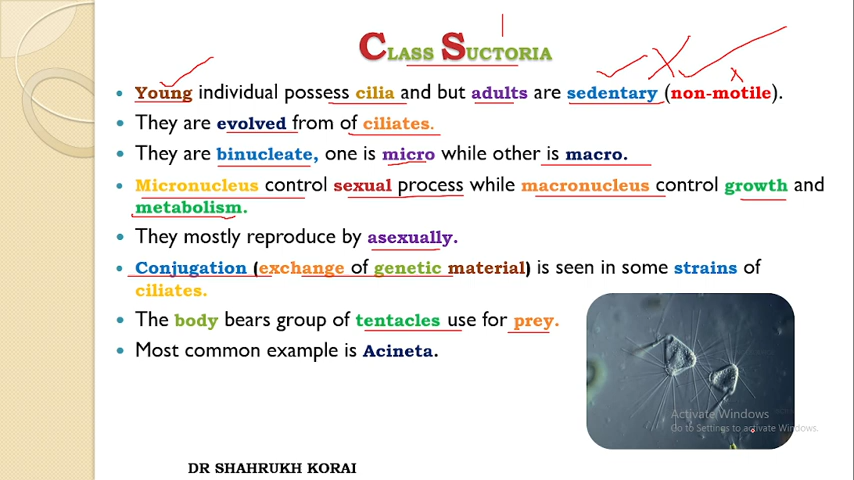 CLASS SUCTORIA
Young individual possess cilia and but adults are sedentary (non-motile).
They are evolved from of ciliates.
They are binucleate, one is micro while other is macro.
Micronucleus control sexual process while macronucleus control growth and
metabolism.
They mostly reproduce by asexually.
Conjugation (exchange of genetic material) is seen in some strains of
ciliates.
The body bears group of tentacles use for prey.
Most common example is Acineta.
Activate Windows
Go to Settings to activate Windows.
DR SHAHRUKH KORAI